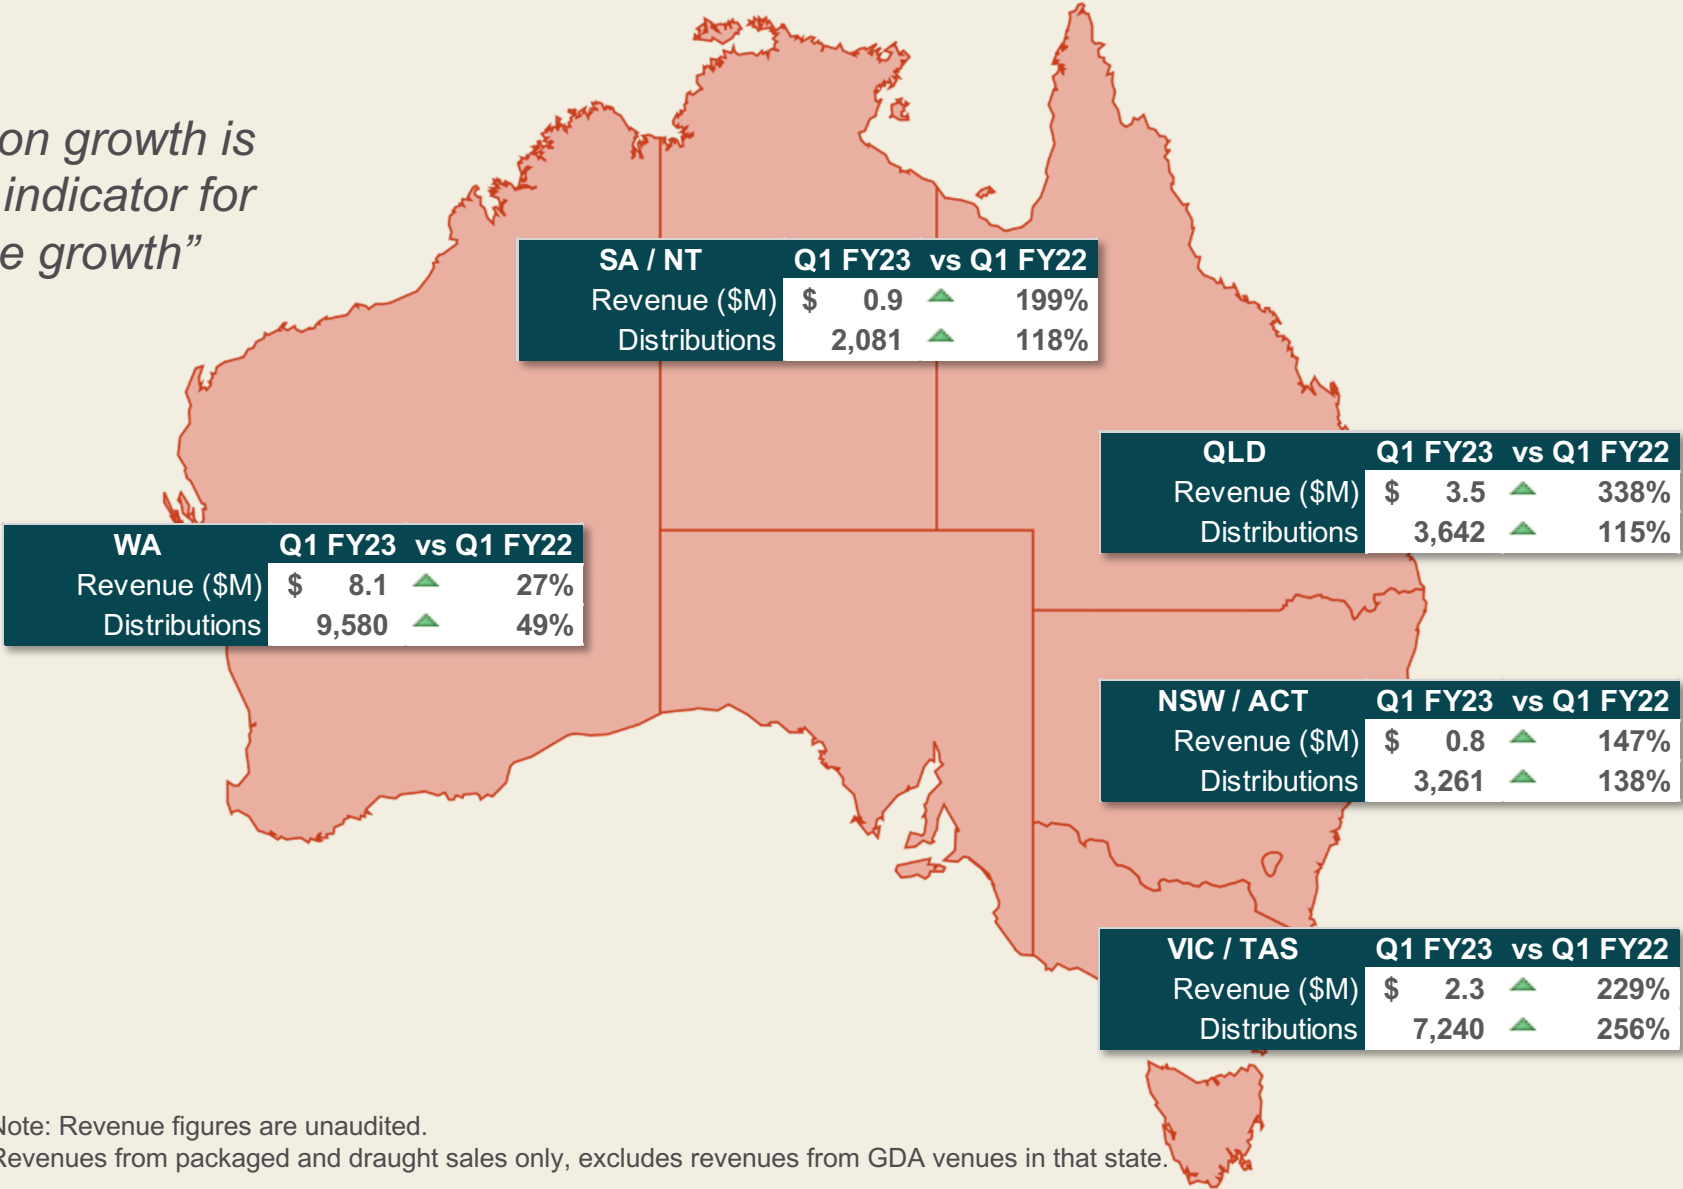 on growth is
indicator for
e growth”
SA / NT Q1 FY23 vs Q1 FY22
Revenue ($M) $ 0.9 199%
Distributions 2,081 118%
QLD Q1 FY23 vs Q1 FY22
Revenue ($M) $ 3.5 338%
Distributions 3,642 115%
WA Q1 FY23 vs Q1 FY22
Revenue ($M) $ 8.1 27%
Distributions 9,580 49%
NSW / ACT Q1 FY23 vs Q1 FY22
Revenue ($M) $ 0.8 147%
Distributions 3,261 138%
VIC / TAS Q1 FY23 vs Q1 FY22
Revenue ($M) $ 2.3 229%
Distributions 7,240 256%
Note: Revenue figures are unaudited.
Revenues from packaged and draught sales only, excludes revenues from GDA venues in that state.